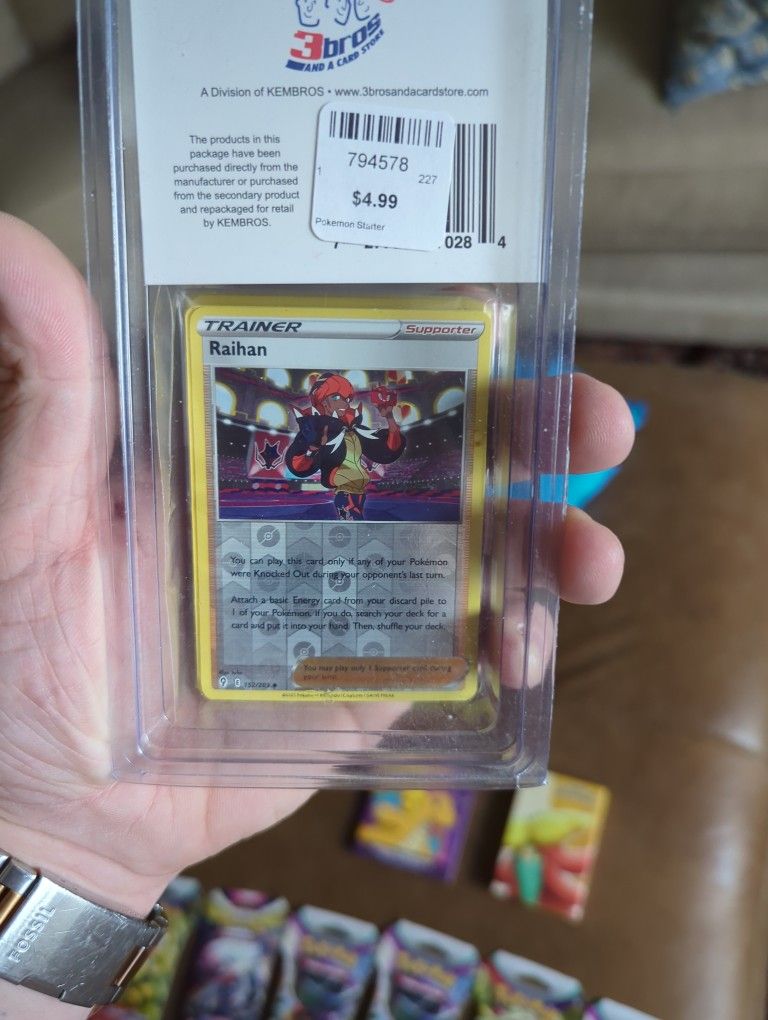 3bros
AND A CARD STORE
A Division of KEMBROS • www.3brosandacardstore.com
The products in this
package have been
purchased directly from the
manufacturer or purchased
from the secondary product
and repackaged for retail
by KEMBROS.
794578
1
227
$4.99
Pokemon Starter
028 4
TRAINER
Supporter
Raihan
You can play this card only if any of your Pokémon
were Knocked Out during your opponent's last turn.
Attach a basic Energy card from your discard pile to
1 of your Pokémon. If you do, search your deck for a
card and put it into your hand. Then, shuffle your deck.
You may play only 1 Supporter card during
your turn.
152/203
FOSSIL